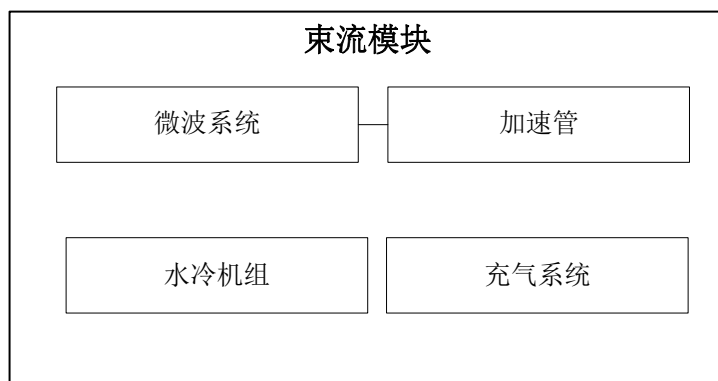 束流模块
微波系统
加速管
水冷机组
充气系统